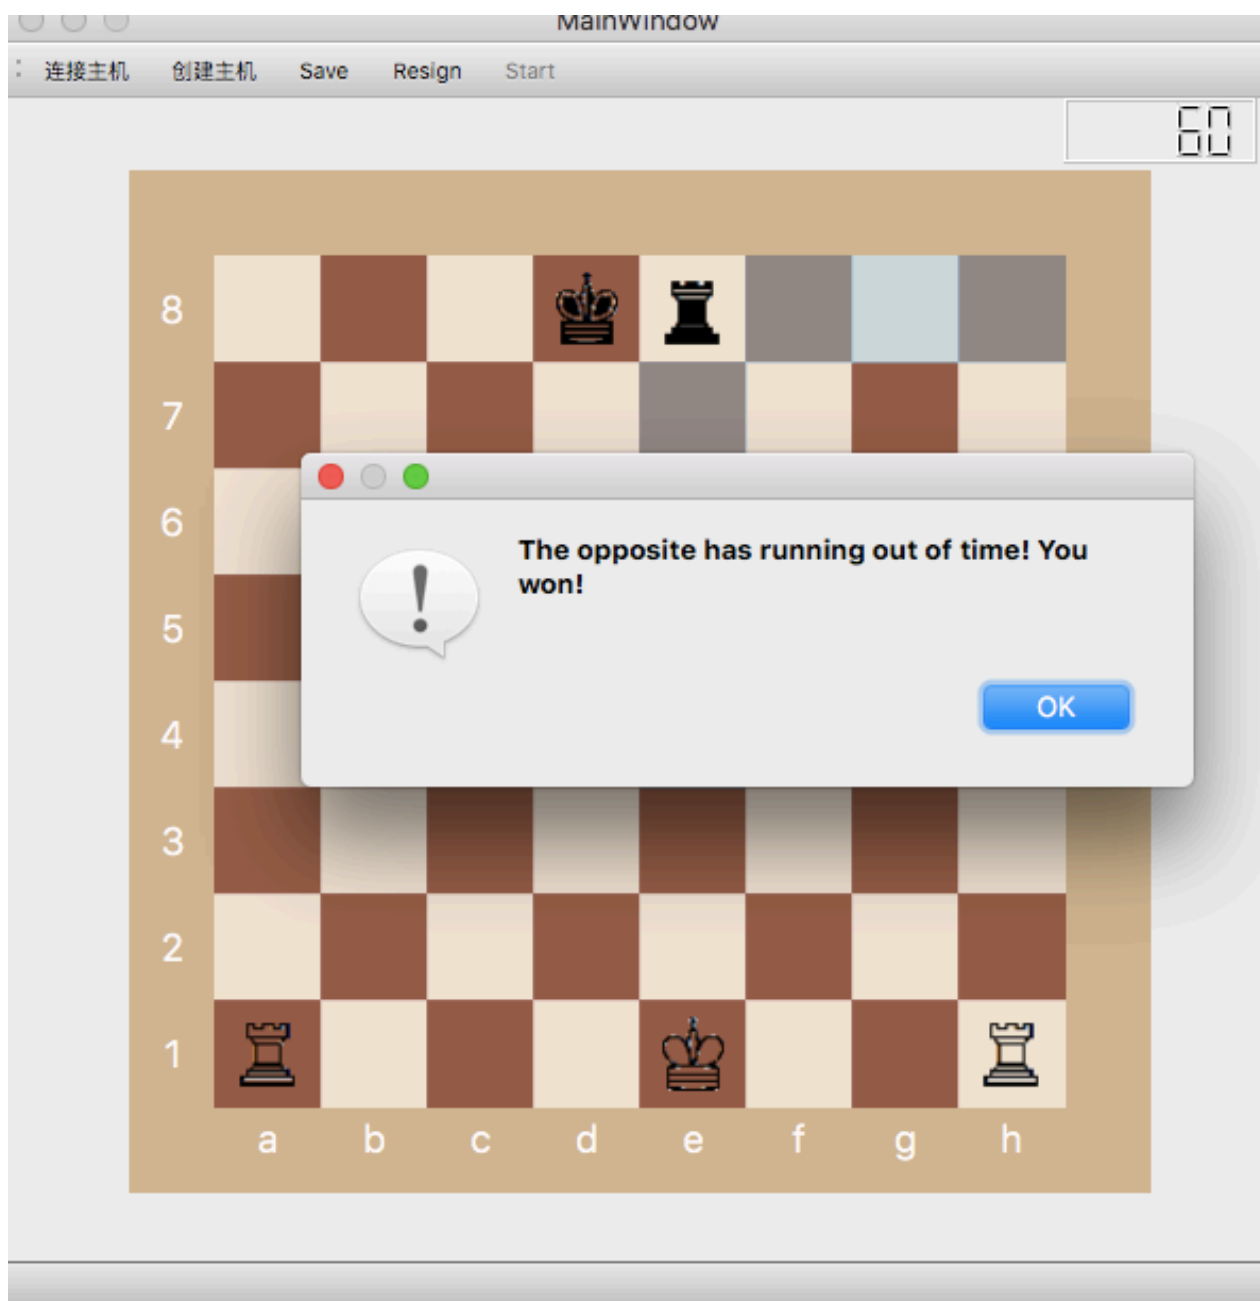 MainWindow
连接主机 创建主机 Save Resign Start
60
8
7
The opposite has running out of time! You
won!
6
5
OK
4
3
2
1
a b c d e f g h